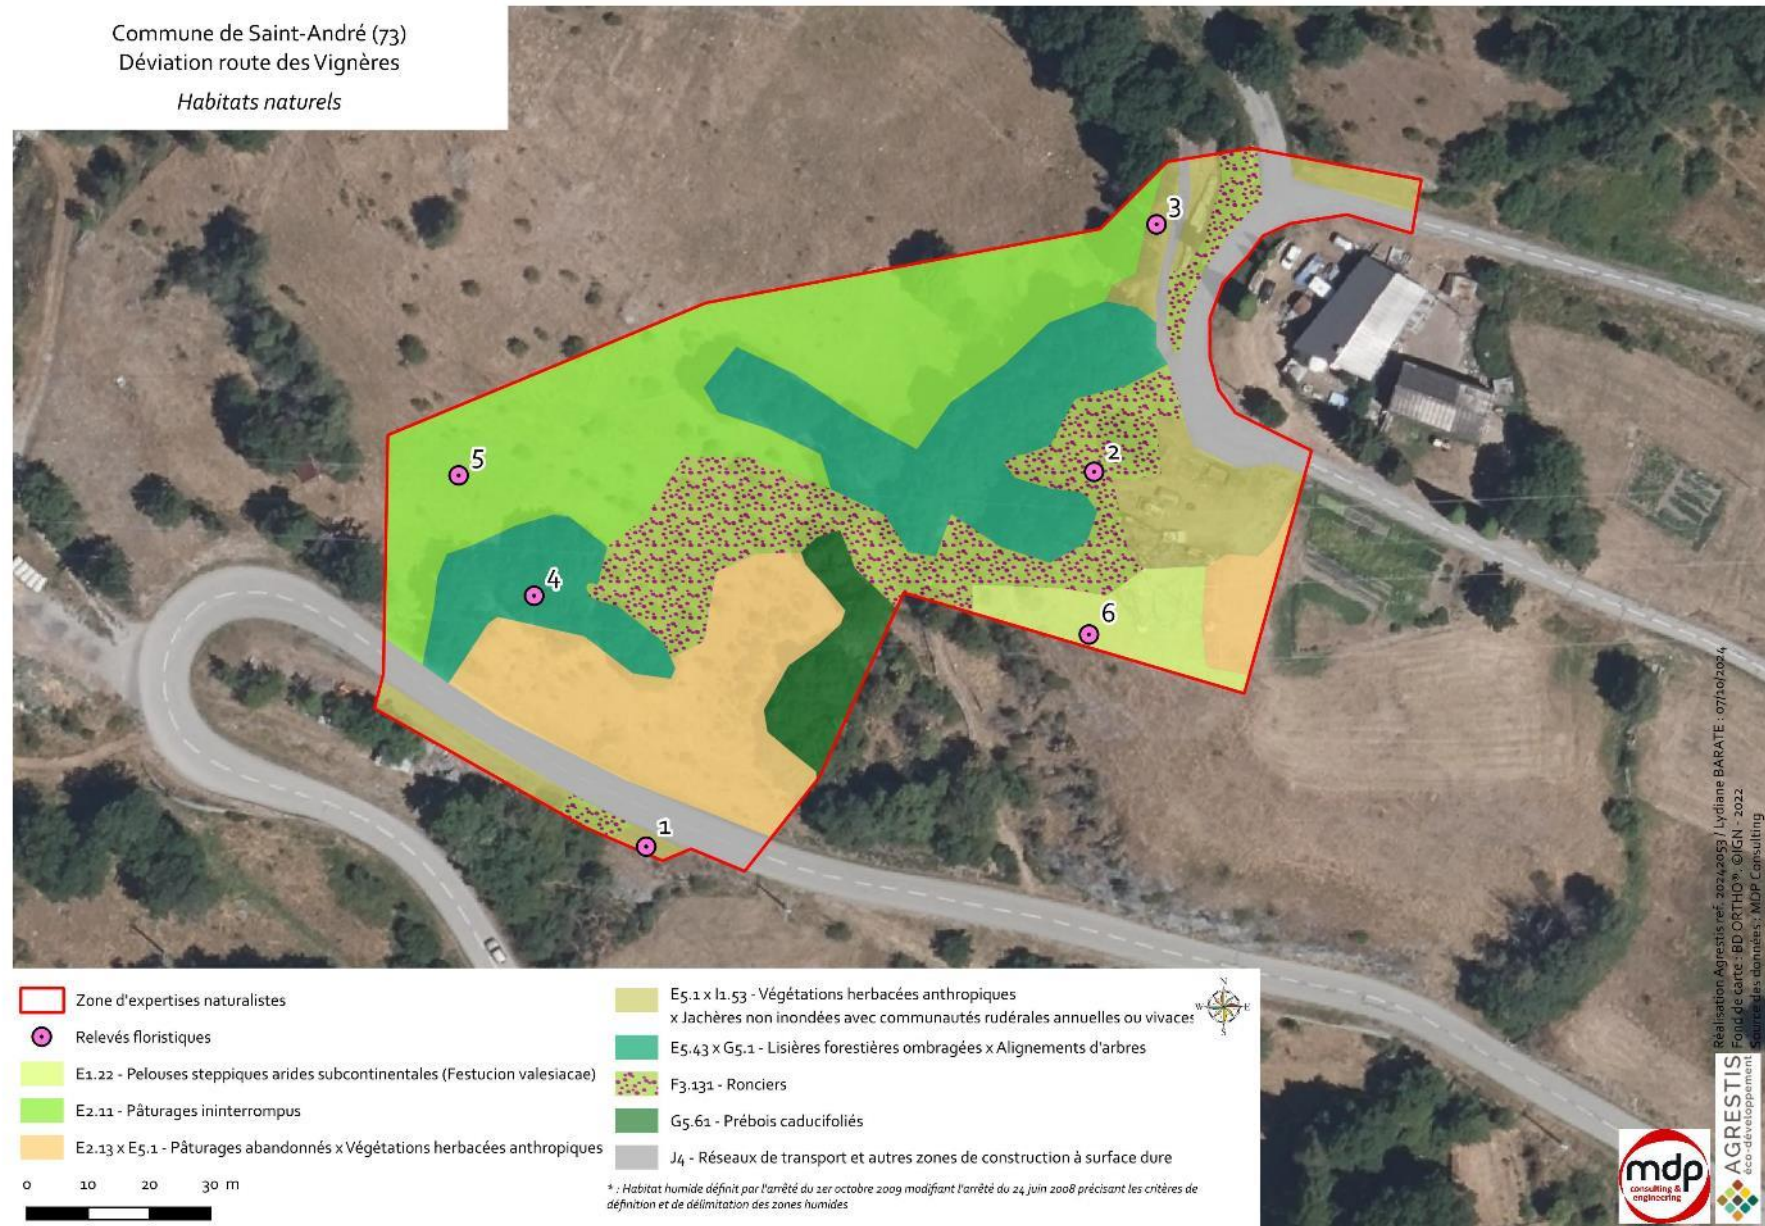 Commune de Saint-André (73)
Déviation route des Vignères
Habitats naturels
3
2
5
4
6
1
Zone d'expertises naturalistes
Relevés floristiques
E1.22 - Pelouses steppiques arides subcontinentales (Festucion valesiacae)
E2.11 - Pâturages ininterrompus
E2.13 x E5.1 - Pâturages abandonnés x Végétations herbacées anthropiques
0 10 20 30 m
E5.1 x I1.53 - Végétations herbacées anthropiques
x Jachères non inondées avec communautés rudérales annuelles ou vivaces
E5.43 x G5.1 - Lisières forestières ombragées x Alignements d'arbres
F3.131 - Ronciers
G5.61 - Prébois caducifoliés
J4 - Réseaux de transport et autres zones de construction à surface dure
* : Habitat humide définit par l'arrêté du 1er octobre 2009 modifiant l'arrêté du 24 juin 2008 précisant les critères de
définition et de délimitation des zones humides
N
W E
S
Réalisation Agrestis ref. 20242053 / Lydiane BARATE : 07/10/2024
Fond de carte : BD ORTHO®. ©IGN - 2022
Source des données : MDP Consulting
mdp
consulting &
engineering
AGRESTIS
éco-développement